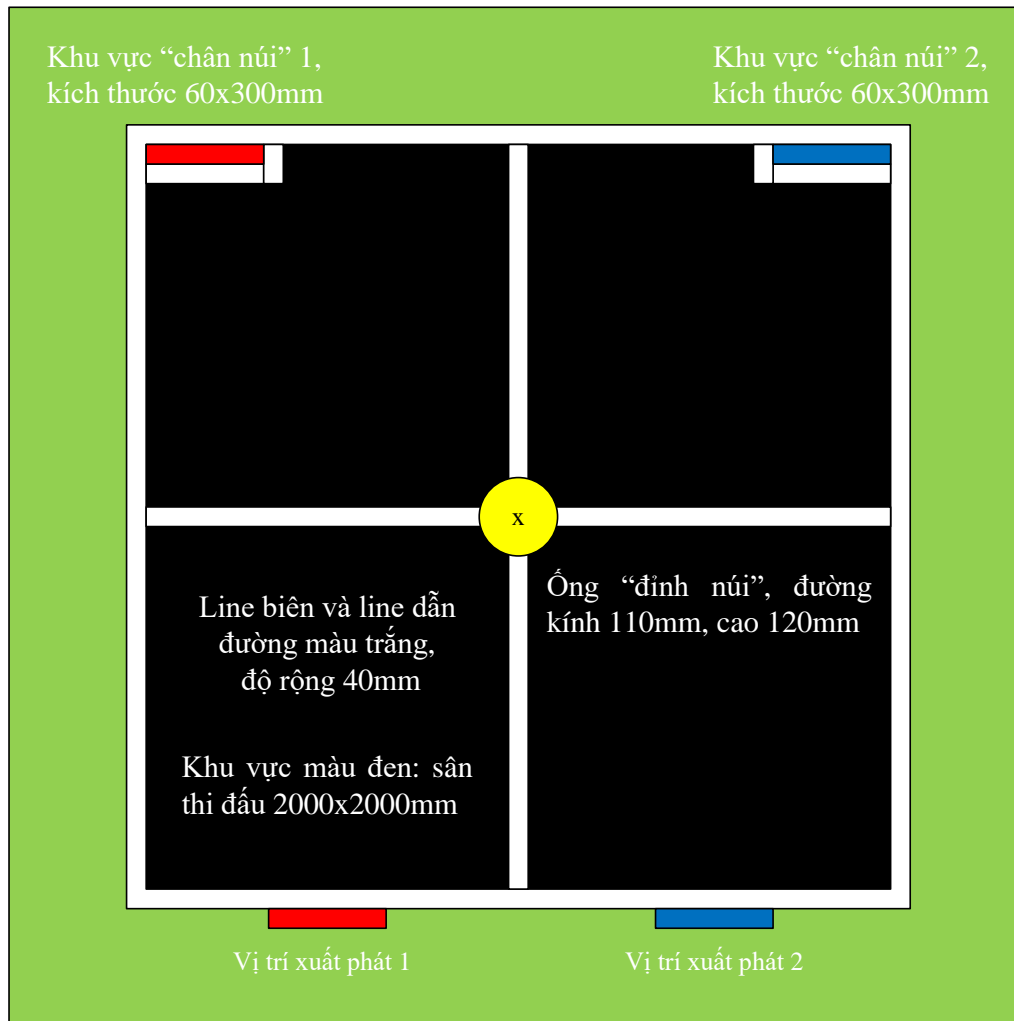 Khu vực “chân núi” 1,
kích thước 60x300mm
Khu vực “chân núi” 2,
kích thước 60x300mm
x
Line biên và line dẫn
đường màu trắng,
độ rộng 40mm
Ống “đỉnh núi”, đường
kính 110mm, cao 120mm
Khu vực màu đen: sân
thi đấu 2000x2000mm
Vị trí xuất phát 1
Vị trí xuất phát 2